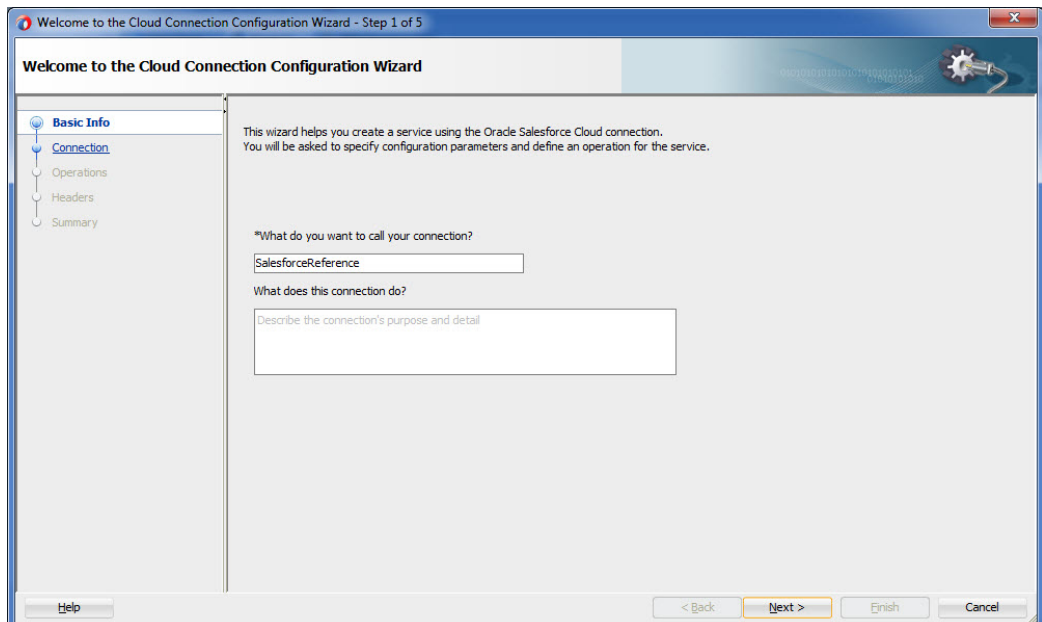 Welcome to the Cloud Connection Configuration Wizard - Step 1 of 5
Welcome to the Cloud Connection Configuration Wizard
Basic Info
Connection
Operations
Headers
Summary
This wizard helps you create a service using the Oracle Salesforce Cloud connection.
You will be asked to specify configuration parameters and define an operation for the service.
*What do you want to call your connection?
SalesforceReference
What does this connection do?
Describe the connection's purpose and detail
Help
< Back
Next >
Finish
Cancel